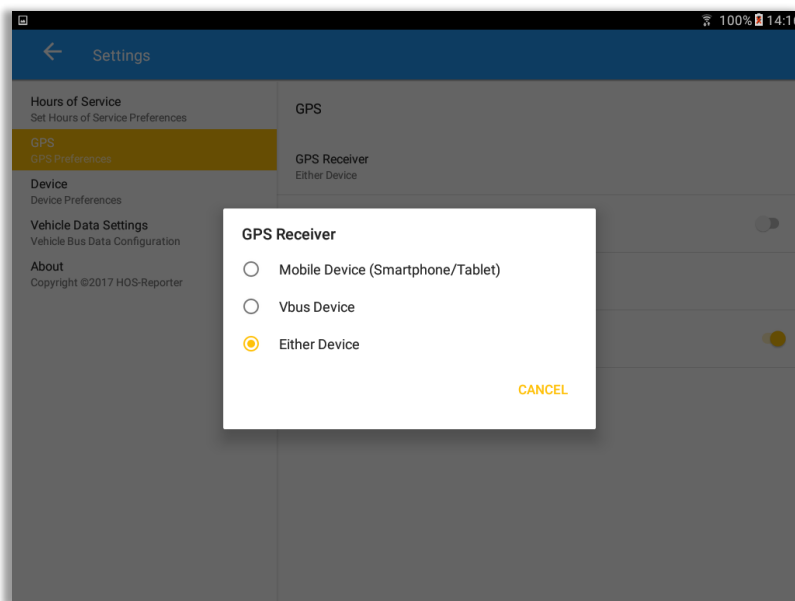 100% 14:16
Settings
Hours of Service
Set Hours of Service Preferences
GPS
GPS Preferences
Device
Device Preferences
Vehicle Data Settings
Vehicle Bus Data Configuration
About
Copyright ©2017 HOS-Reporter
GPS
GPS Receiver
Either Device
GPS Receiver
Mobile Device (Smartphone/Tablet)
Vbus Device
Either Device
CANCEL